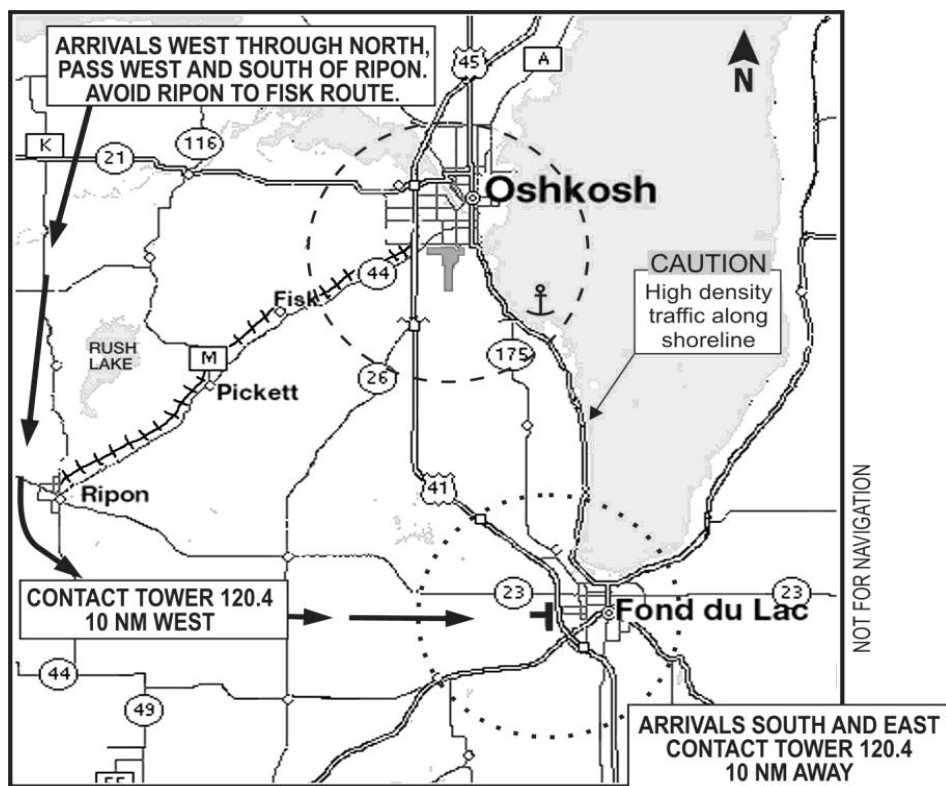 ARRIVALS WEST THROUGH NORTH,
PASS WEST AND SOUTH OF RIPON.
AVOID RIPON TO FISK ROUTE.
45
A
N
K
116
21
Oshkosh
CAUTION
High density
traffic along
shoreline
44
Fisk
RUSH
LAKE
M
Pickett
175
26
41
Ripon
NOT FOR NAVIGATION
CONTACT TOWER 120.4
10 NM WEST
23
23
Fond du Lac
44
49
ARRIVALS SOUTH AND EAST
CONTACT TOWER 120.4
10 NM AWAY